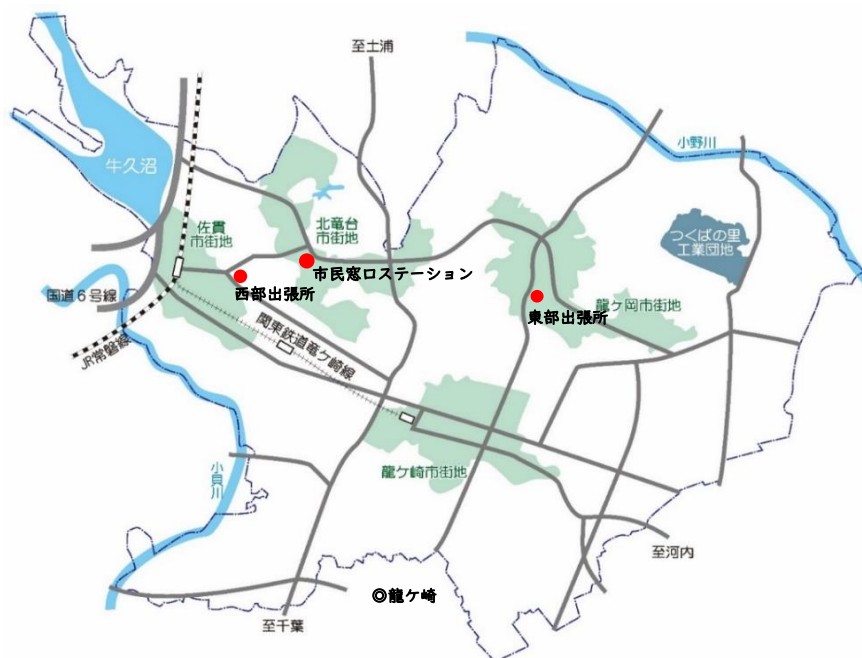 至土浦
小野川
牛久沼
佐貫
市街地
北竜台
市街地
つくばの里
工業団地
市民窓口ステーション
西部出張所
国道6号線
東部出張所
龍ケ岡市街地
関東鉄道竜ケ崎線
JR常磐線
龍ケ崎市街地
小貝川
至河内
◎龍ケ崎
至千葉